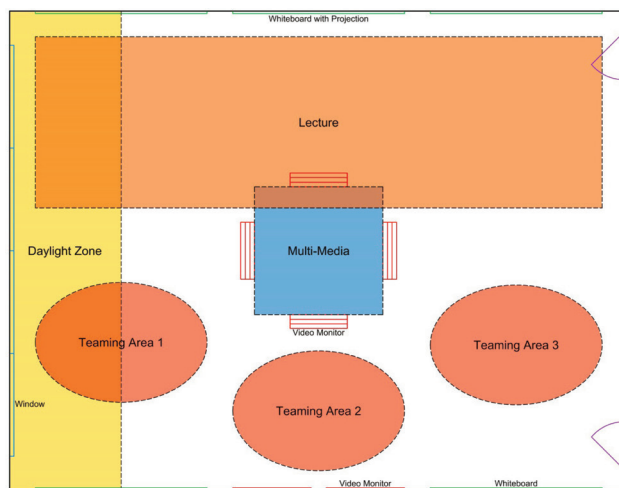 Whiteboard with Projection
Lecture
Daylight Zone
Multi-Media
Video Monitor
Teaming Area 1
Teaming Area 3
Window
Teaming Area 2
Video Monitor
Whiteboard